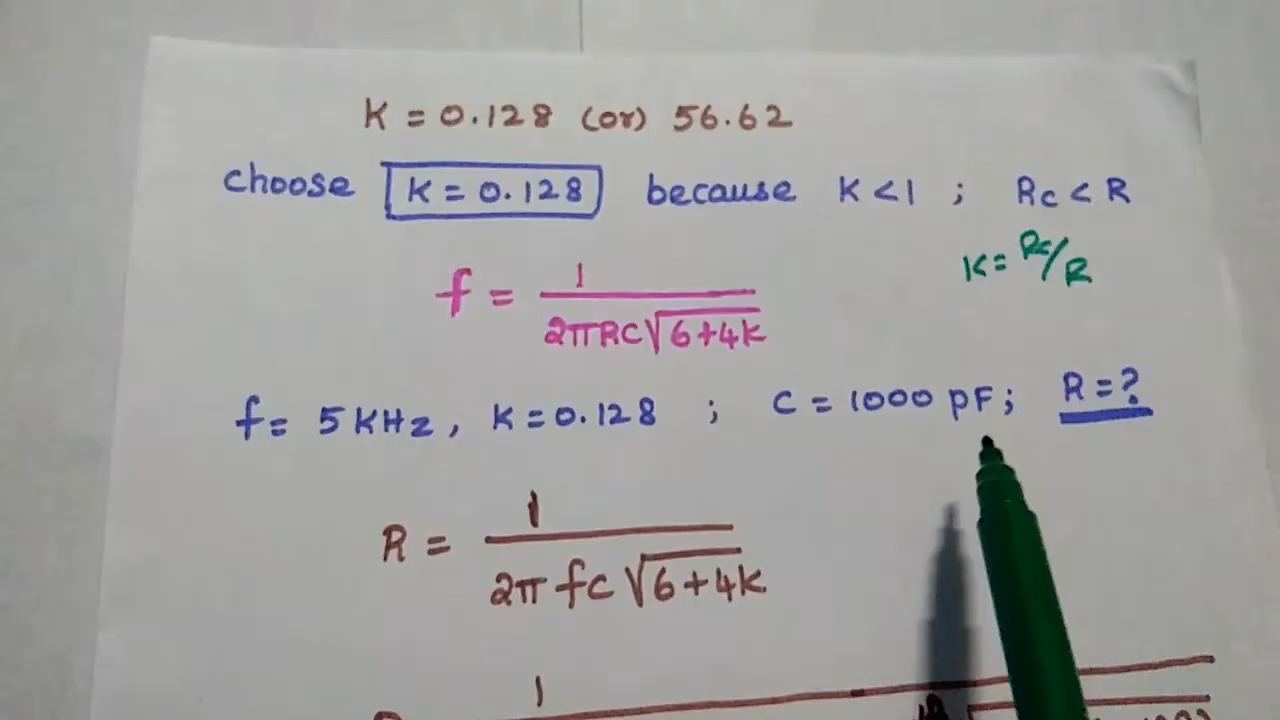 K = 0.128 (or) 56.62
choose K = 0.128 because K < 1 ; Rc < R
K = Rc/R
f = 1 / 2πRC√6+4K
f = 5 KHz, K = 0.128 ; C = 1000 pF; R = ?
R = 1 / 2π fC √6+4K
1